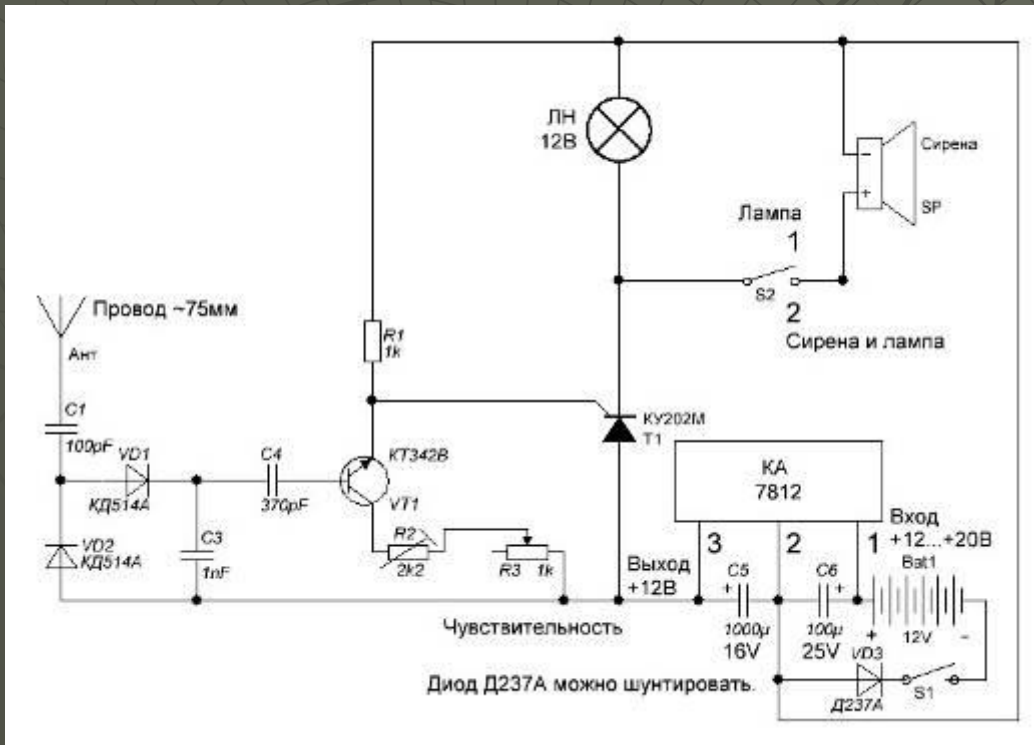 ЛН
12В
Сирена
SP
Лампа
1
S2
2
Сирена и лампа
Провод ~75мм
Ант
R1
1k
C1
100pF
VD1
КД514А
C4
370pF
КТ342В
VT1
КУ202М
T1
КА
7812
VD2
КД514А
C3
1nF
R2
2k2
R3
1k
Выход
+12В
3
2
1
Вход
+12...+20В
Bat1
C5
+
1000µ
16V
C6
+
100µ
25V
+
12V
−
VD3
Д237А
S1
Чувствительность
Диод Д237А можно шунтировать.
−
+